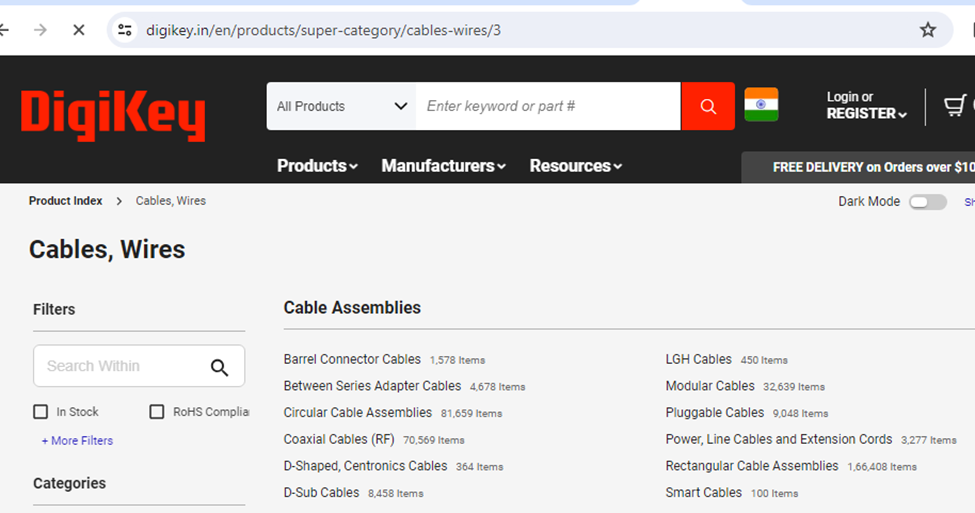 digikey.in/en/products/super-category/cables-wires/3
DigiKey
All Products
Enter keyword or part #
Login or
REGISTER
Products
Manufacturers
Resources
FREE DELIVERY on Orders over $10
Product Index > Cables, Wires
Dark Mode
Cables, Wires
Filters
Search Within
In Stock
RoHS Complia
+ More Filters
Categories
Cable Assemblies
Barrel Connector Cables 1,578 Items
Between Series Adapter Cables 4,678 Items
Circular Cable Assemblies 81,659 Items
Coaxial Cables (RF) 70,569 Items
D-Shaped, Centronics Cables 364 Items
D-Sub Cables 8,458 Items
LGH Cables 450 Items
Modular Cables 32,639 Items
Pluggable Cables 9,048 Items
Power, Line Cables and Extension Cords 3,277 Items
Rectangular Cable Assemblies 1,66,408 Items
Smart Cables 100 Items